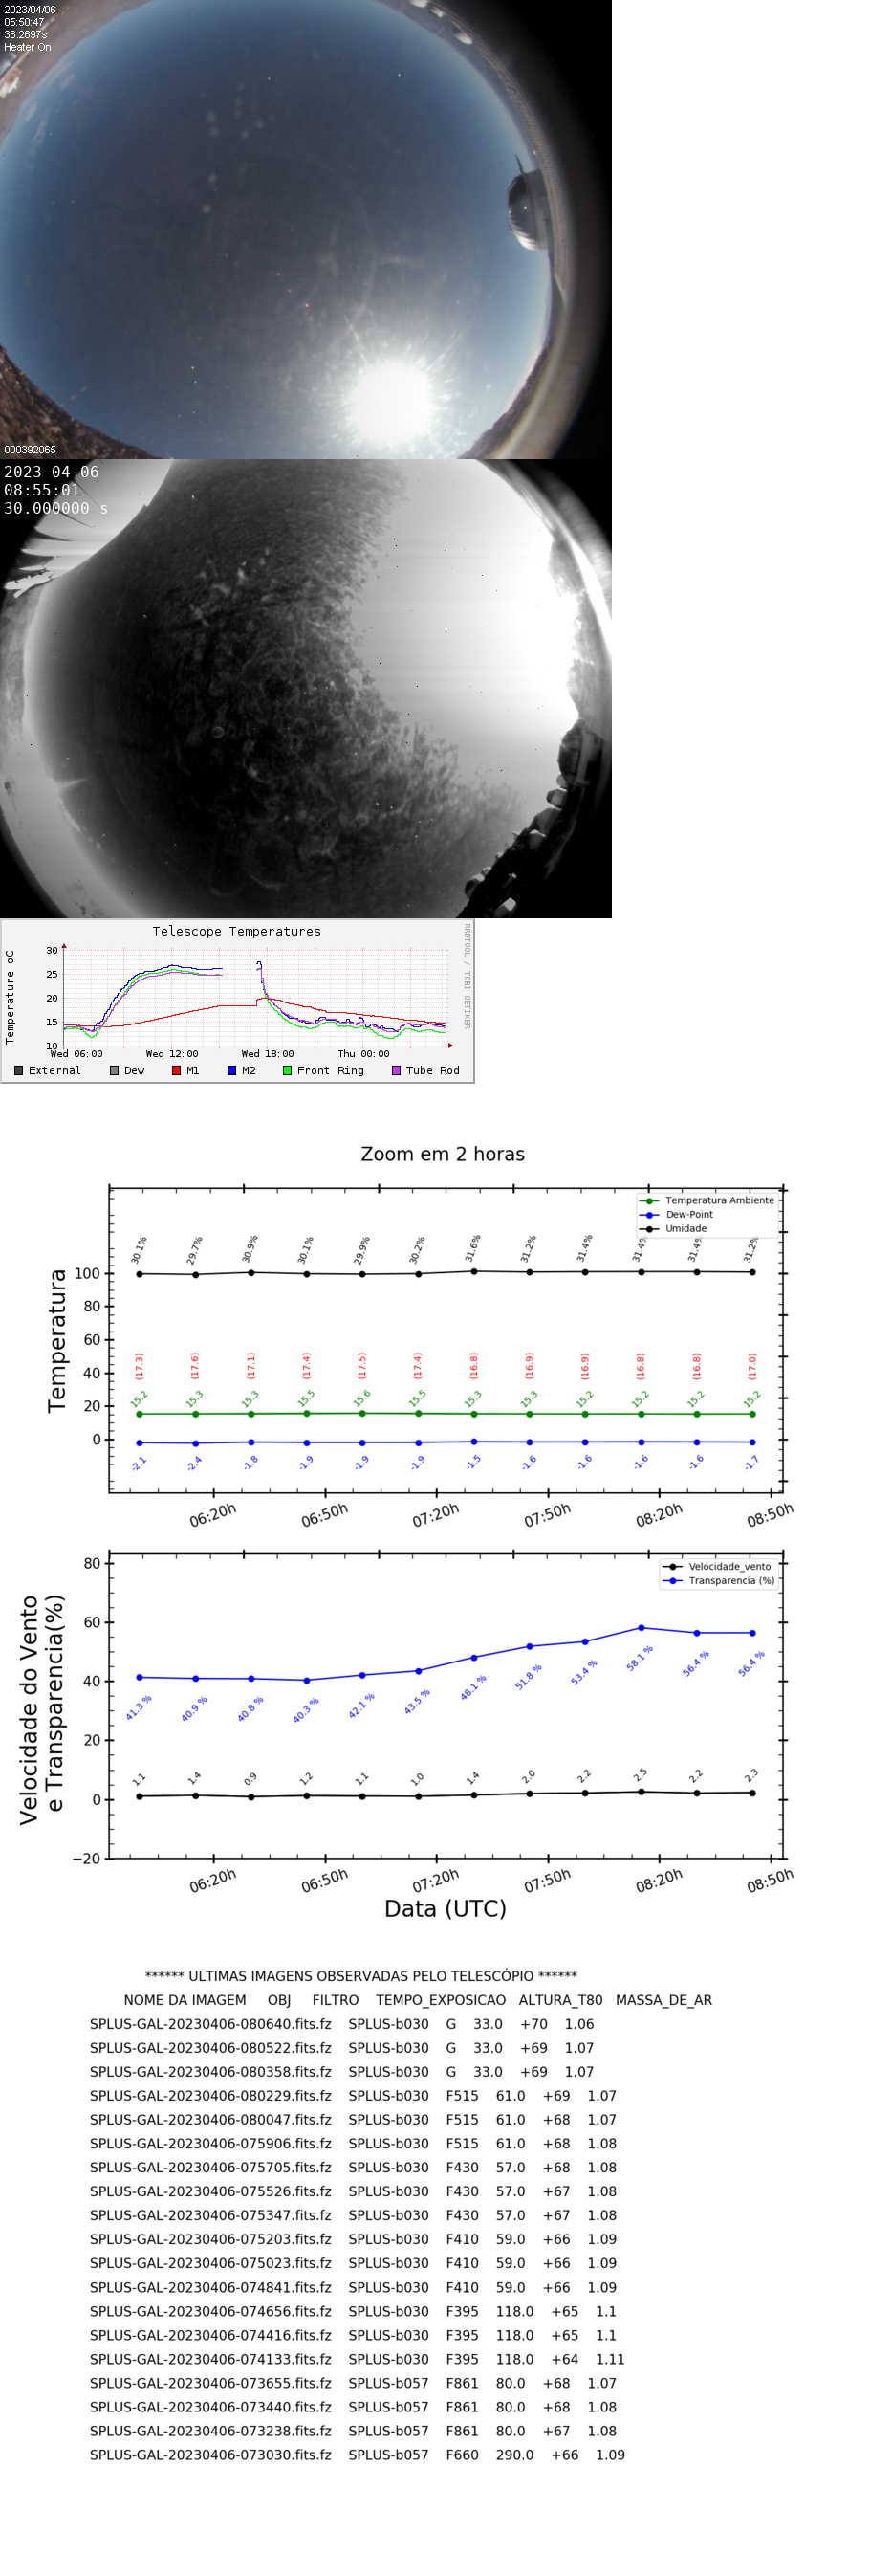 2023/04/06
05:50:47
36.2697s
Heater On
000392065
2023-04-06
08:55:01
30.000000 s
Telescope Temperatures
RRDTOOL / TOBI OETIKER
Temperature oC
30
25
20
15
10
Wed 06:00 Wed 12:00 Wed 18:00 Thu 00:00
External Dew M1 M2 Front Ring Tube Rod
Zoom em 2 horas
Temperatura Ambiente
Dew-Point
Umidade
Temperatura
100
80
60
40
20
0
30.1% 29.7% 30.9% 30.1% 29.9% 30.2% 31.6% 31.2% 31.4% 31.4% 31.4% 31.2%
(17.3) (17.6) (17.1) (17.4) (17.5) (17.4) (16.8) (16.9) (16.9) (16.8) (16.8) (17.0)
15.2 15.3 15.3 15.5 15.6 15.5 15.3 15.3 15.2 15.2 15.2 15.2
-2.1 -2.4 -1.8 -1.9 -1.9 -1.9 -1.5 -1.6 -1.6 -1.6 -1.6 -1.7
06:20h 06:50h 07:20h 07:50h 08:20h 08:50h
Velocidade_vento
Transparencia (%)
Velocidade do Vento
e Transparencia(%)
80
60
40
20
0
−20
41.3 % 40.9 % 40.8 % 40.3 % 42.1 % 43.5 % 48.1 % 51.8 % 53.4 % 58.1 % 56.4 % 56.4 %
1.1 1.4 0.9 1.2 1.1 1.0 1.4 2.0 2.2 2.5 2.2 2.3
06:20h 06:50h 07:20h 07:50h 08:20h 08:50h
Data (UTC)
****** ULTIMAS IMAGENS OBSERVADAS PELO TELESCÓPIO ******
NOME DA IMAGEM OBJ FILTRO TEMPO_EXPOSICAO ALTURA_T80 MASSA_DE_AR
SPLUS-GAL-20230406-080640.fits.fz SPLUS-b030 G 33.0 +70 1.06
SPLUS-GAL-20230406-080522.fits.fz SPLUS-b030 G 33.0 +69 1.07
SPLUS-GAL-20230406-080358.fits.fz SPLUS-b030 G 33.0 +69 1.07
SPLUS-GAL-20230406-080229.fits.fz SPLUS-b030 F515 61.0 +69 1.07
SPLUS-GAL-20230406-080047.fits.fz SPLUS-b030 F515 61.0 +68 1.07
SPLUS-GAL-20230406-075906.fits.fz SPLUS-b030 F515 61.0 +68 1.08
SPLUS-GAL-20230406-075705.fits.fz SPLUS-b030 F430 57.0 +68 1.08
SPLUS-GAL-20230406-075526.fits.fz SPLUS-b030 F430 57.0 +67 1.08
SPLUS-GAL-20230406-075347.fits.fz SPLUS-b030 F430 57.0 +67 1.08
SPLUS-GAL-20230406-075203.fits.fz SPLUS-b030 F410 59.0 +66 1.09
SPLUS-GAL-20230406-075023.fits.fz SPLUS-b030 F410 59.0 +66 1.09
SPLUS-GAL-20230406-074841.fits.fz SPLUS-b030 F410 59.0 +66 1.09
SPLUS-GAL-20230406-074656.fits.fz SPLUS-b030 F395 118.0 +65 1.1
SPLUS-GAL-20230406-074416.fits.fz SPLUS-b030 F395 118.0 +65 1.1
SPLUS-GAL-20230406-074133.fits.fz SPLUS-b030 F395 118.0 +64 1.11
SPLUS-GAL-20230406-073655.fits.fz SPLUS-b057 F861 80.0 +68 1.07
SPLUS-GAL-20230406-073440.fits.fz SPLUS-b057 F861 80.0 +68 1.08
SPLUS-GAL-20230406-073238.fits.fz SPLUS-b057 F861 80.0 +67 1.08
SPLUS-GAL-20230406-073030.fits.fz SPLUS-b057 F660 290.0 +66 1.09